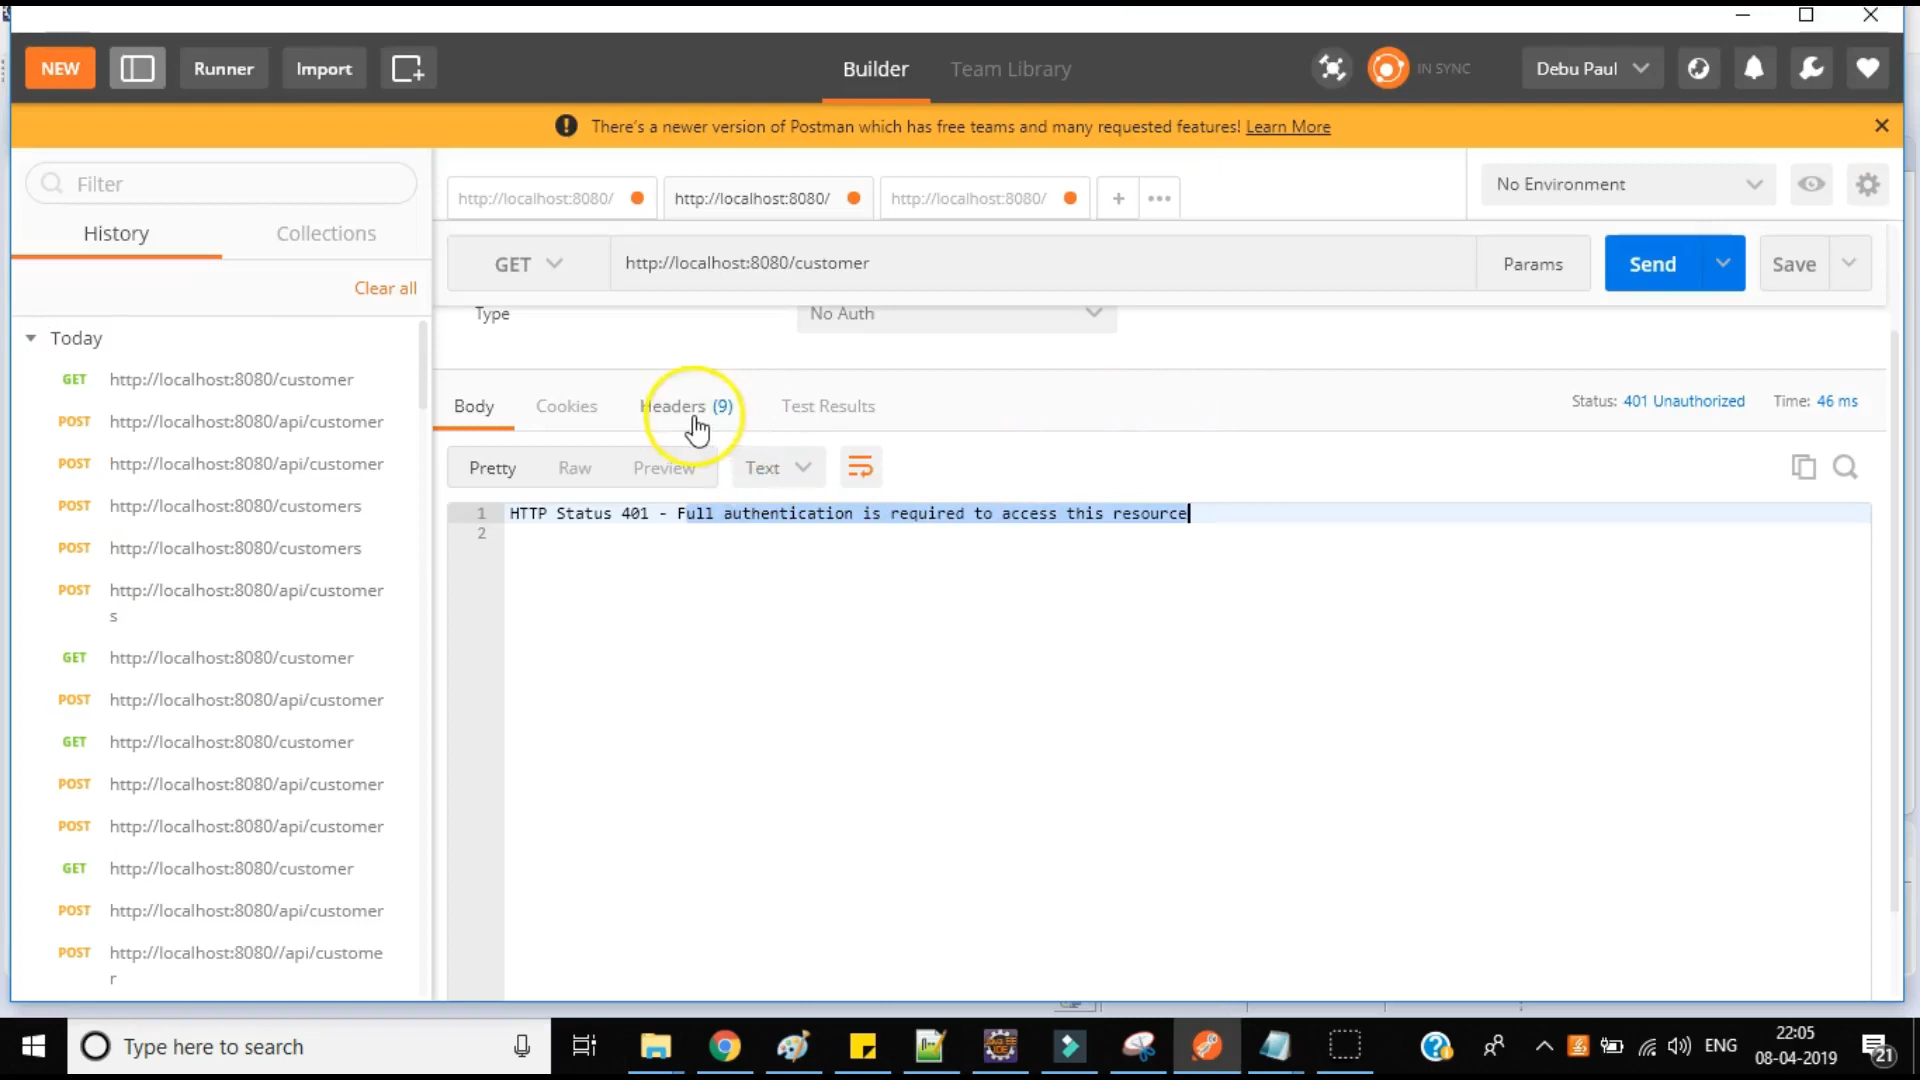 NEW
Runner
Import
Builder
Team Library
IN SYNC
Debu Paul
There's a newer version of Postman which has free teams and many requested features! Learn More
Filter
History
Collections
Clear all
Today
GET http://localhost:8080/customer
POST http://localhost:8080/api/customer
POST http://localhost:8080/api/customer
POST http://localhost:8080/customers
POST http://localhost:8080/customers
POST http://localhost:8080/api/customer
s
GET http://localhost:8080/customer
POST http://localhost:8080/api/customer
GET http://localhost:8080/customer
POST http://localhost:8080/api/customer
POST http://localhost:8080/api/customer
GET http://localhost:8080/customer
POST http://localhost:8080/api/customer
POST http://localhost:8080//api/custome
r
http://localhost:8080/
http://localhost:8080/
http://localhost:8080/
No Environment
GET
http://localhost:8080/customer
Params
Send
Save
Type
No Auth
Body
Cookies
Headers (9)
Test Results
Status: 401 Unauthorized
Time: 46 ms
Pretty
Raw
Preview
Text
1 HTTP Status 401 - Full authentication is required to access this resource
2
Type here to search
ENG
22:05
08-04-2019
21